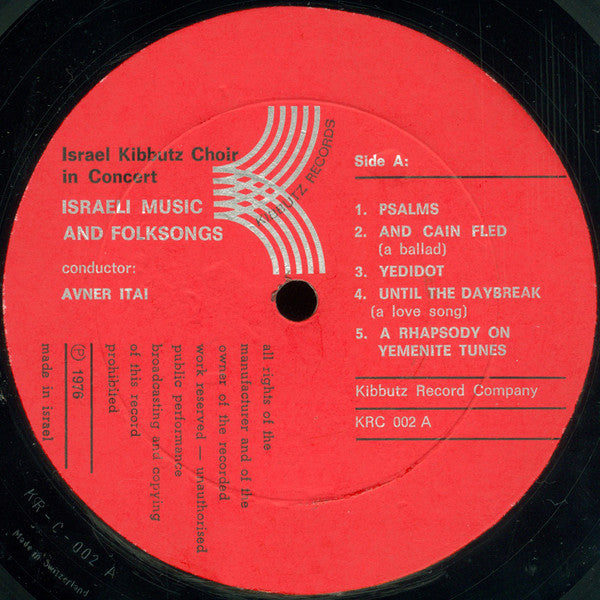 Israel Kibbutz Choir
in Concert
ISRAELI MUSIC
AND FOLKSONGS
conductor:
AVNER ITAI
KIBBUTZ RECORDS
Side A:
1. PSALMS
2. AND CAIN FLED
(a ballad)
3. YEDIDOT
4. UNTIL THE DAYBREAK
(a love song)
5. A RHAPSODY ON
YEMENITE TUNES
Kibbutz Record Company
KRC 002 A
all rights of the
manufacturer and of the
owner of the recorded
work reserved — unauthorised
public performance
broadcasting and copying
of this record
prohibited
Ⓟ 1976
made in israel
KR-C-002 A
Made in Switzerland